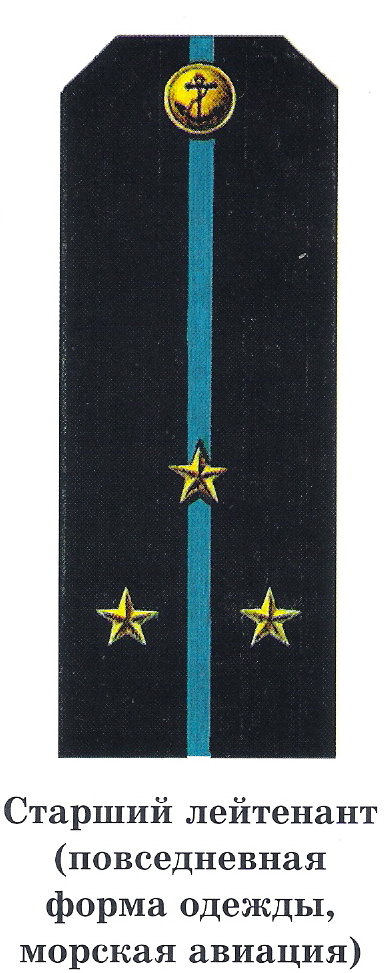 Старший лейтенант
(повседневная
форма одежды,
морская авиация)